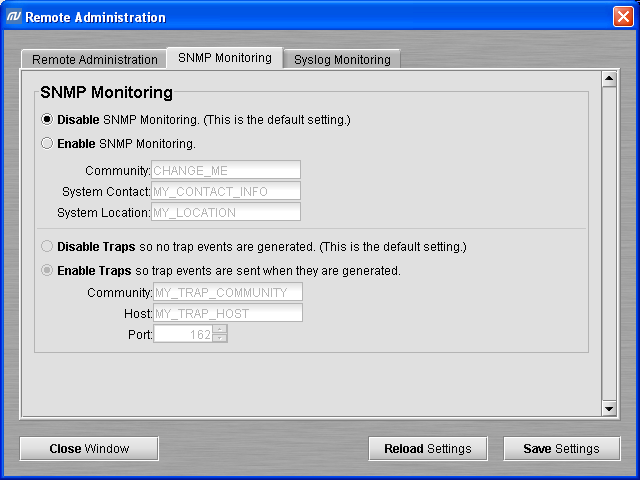 Remote Administration
Remote Administration SNMP Monitoring Syslog Monitoring
SNMP Monitoring
Disable SNMP Monitoring. (This is the default setting.)
Enable SNMP Monitoring.
Community: CHANGE_ME
System Contact: MY_CONTACT_INFO
System Location: MY_LOCATION
Disable Traps so no trap events are generated. (This is the default setting.)
Enable Traps so trap events are sent when they are generated.
Community: MY_TRAP_COMMUNITY
Host: MY_TRAP_HOST
Port: 162
Close Window Reload Settings Save Settings